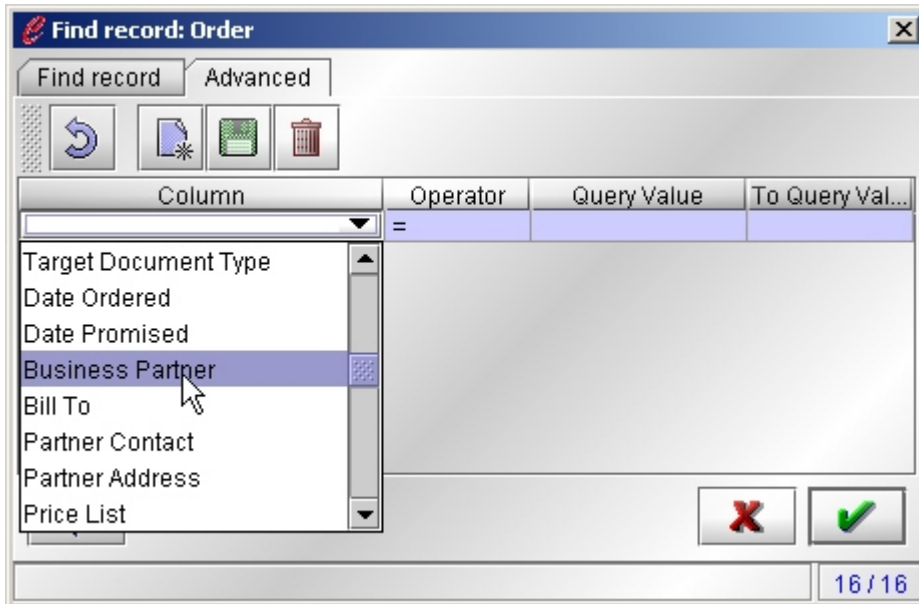 Find record: Order
Find record Advanced
Column Operator Query Value To Query Val...
=
Target Document Type
Date Ordered
Date Promised
Business Partner
Bill To
Partner Contact
Partner Address
Price List
16 / 16